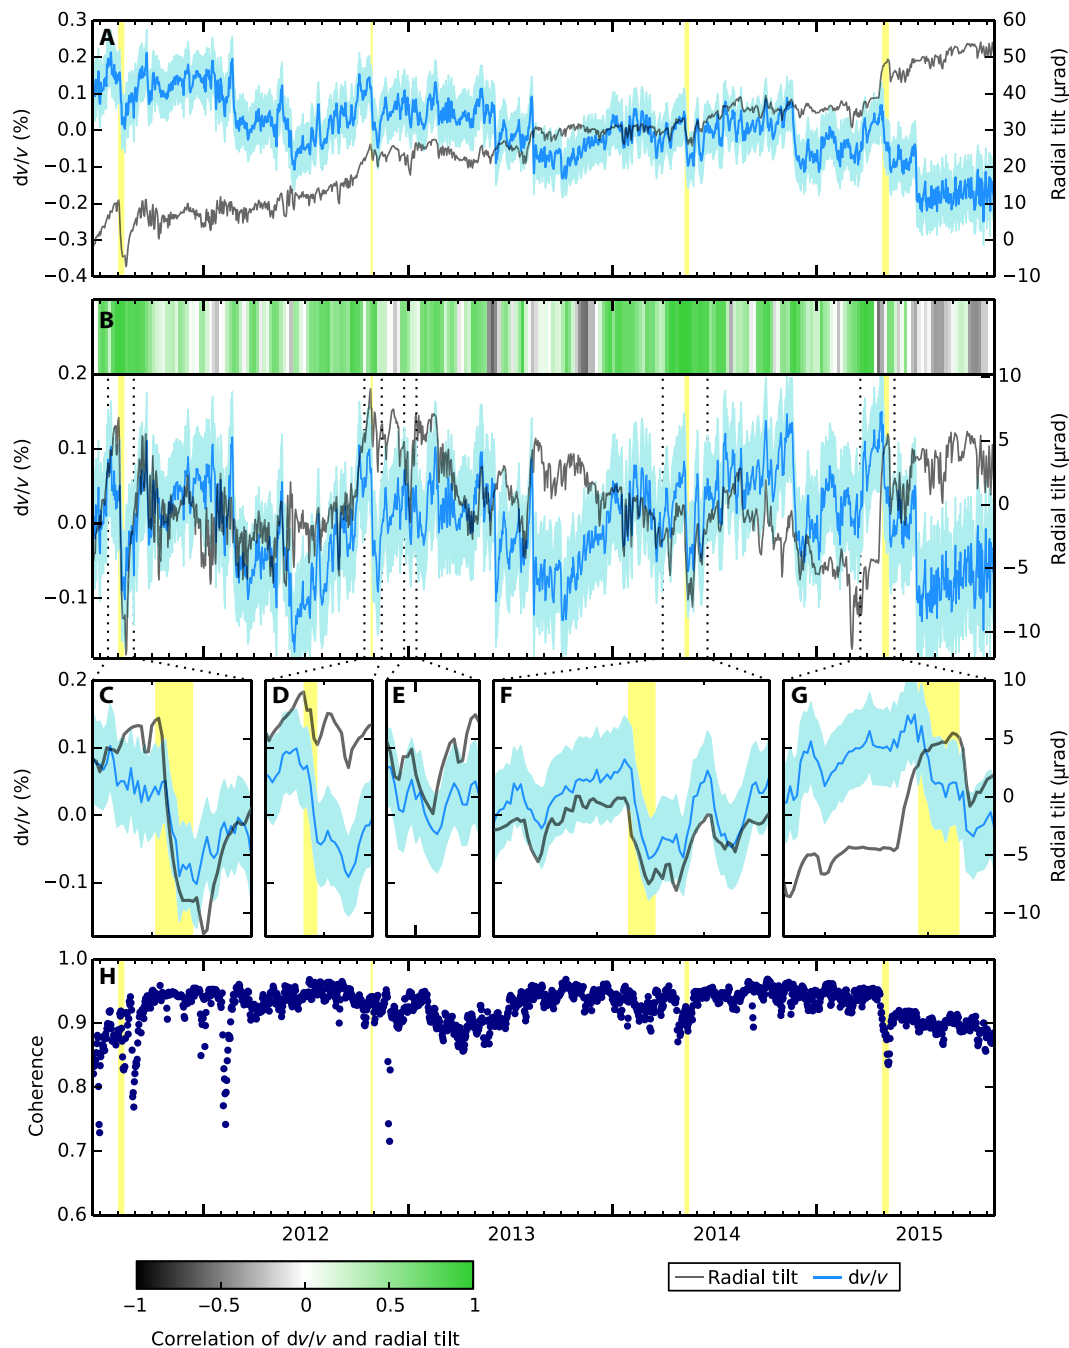 A
0.3
0.2
0.1
0.0
−0.1
−0.2
−0.3
−0.4
dv/v (%)
60
50
40
30
20
10
0
−10
Radial tilt (μrad)
B
0.2
0.1
0.0
−0.1
dv/v (%)
10
5
0
−5
−10
Radial tilt (μrad)
C
D
E
F
G
0.2
0.1
0.0
−0.1
dv/v (%)
10
5
0
−5
−10
Radial tilt (μrad)
H
1.0
0.9
0.8
0.7
0.6
Coherence
2012
2013
2014
2015
−1
−0.5
0
0.5
1
Correlation of dv/v and radial tilt
Radial tilt
dv/v